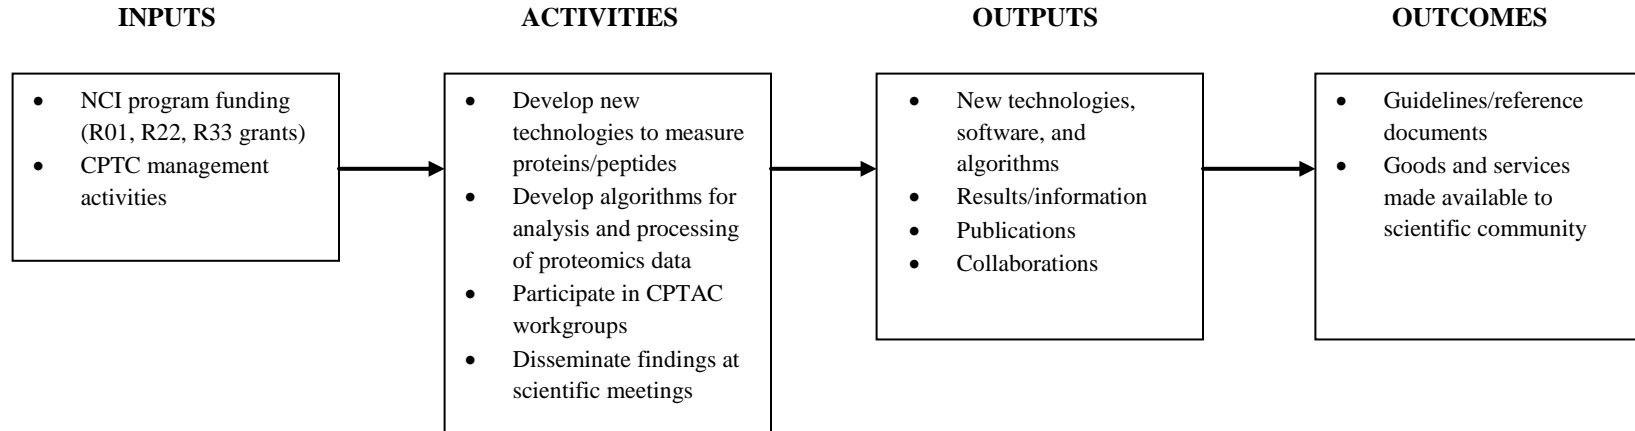 INPUTS
• NCI program funding
(R01, R22, R33 grants)
• CPTC management
activities
ACTIVITIES
• Develop new
technologies to measure
proteins/peptides
• Develop algorithms for
analysis and processing
of proteomics data
• Participate in CPTAC
workgroups
• Disseminate findings at
scientific meetings
OUTPUTS
• New technologies,
software, and
algorithms
• Results/information
• Publications
• Collaborations
OUTCOMES
• Guidelines/reference
documents
• Goods and services
made available to
scientific community